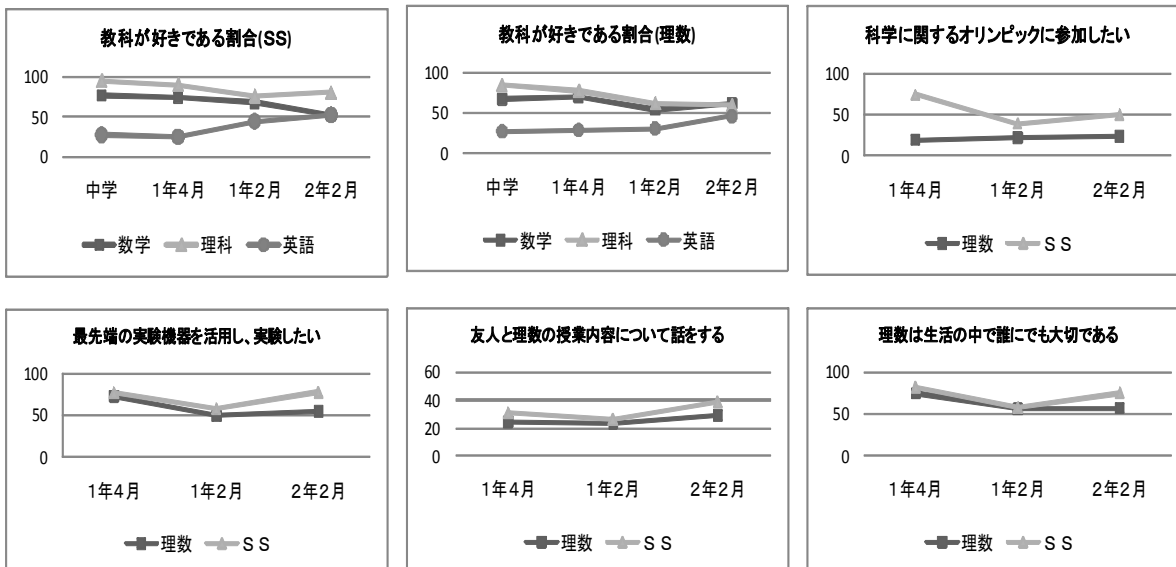 教科が好きである割合(SS)
100
50
0
中学 1年4月 1年2月 2年2月
数学 理科 英語
教科が好きである割合(理数)
100
50
0
中学 1年4月 1年2月 2年2月
数学 理科 英語
科学に関するオリンピックに参加したい
100
50
0
1年4月 1年2月 2年2月
理数 ＳＳ
最先端の実験機器を活用し、実験したい
100
50
0
1年4月 1年2月 2年2月
理数 ＳＳ
友人と理数の授業内容について話をする
60
40
20
0
1年4月 1年2月 2年2月
理数 ＳＳ
理数は生活の中で誰にでも大切である
100
50
0
1年4月 1年2月 2年2月
理数 ＳＳ